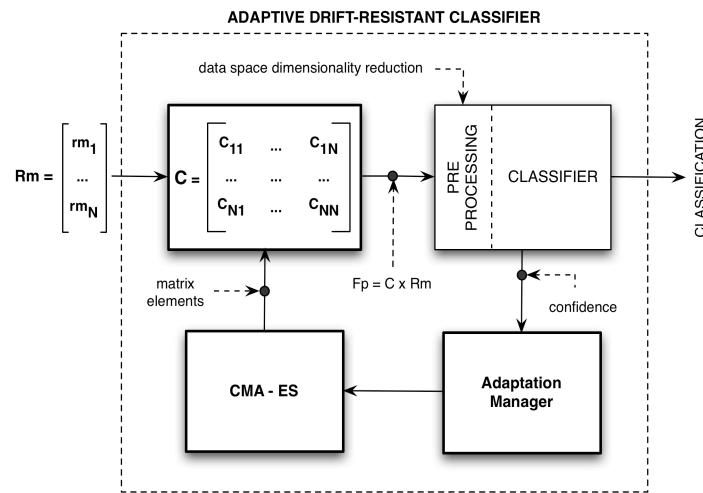 ADAPTIVE DRIFT-RESISTANT CLASSIFIER
data space dimensionality reduction
Rm =
rm1
...
rmN
C =
C11 ... C1N
... ... ...
CN1 ... CNN
PRE
PROCESSING
CLASSIFIER
CLASSIFICATION
matrix
elements
Fp = C x Rm
confidence
CMA - ES
Adaptation
Manager